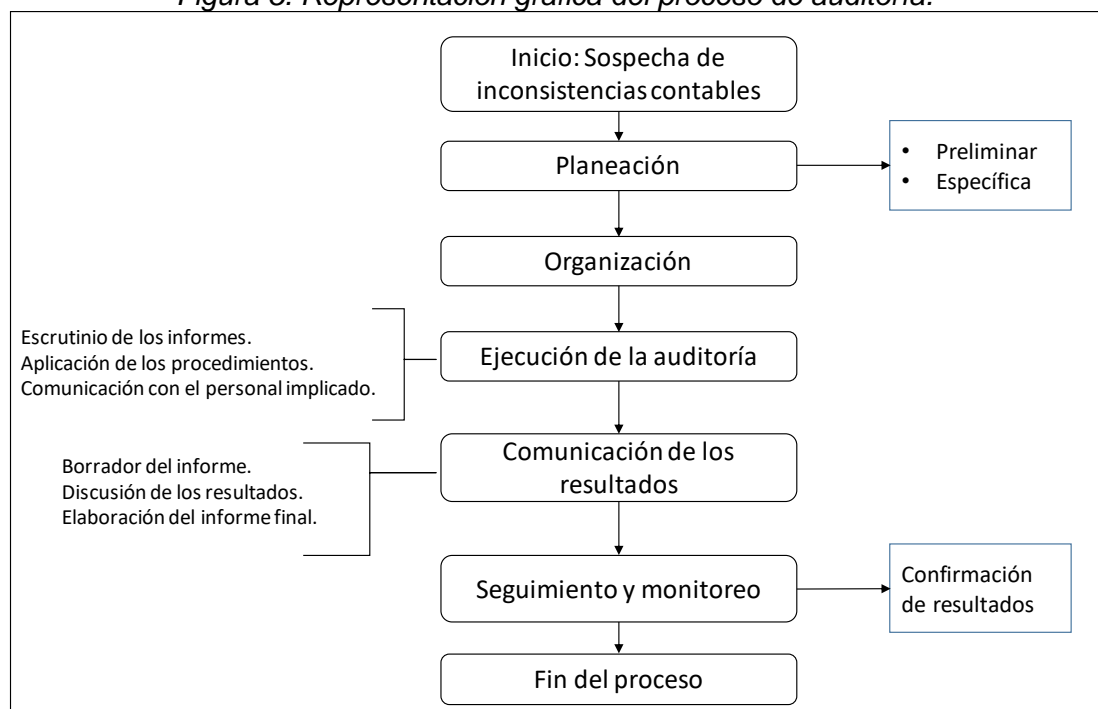 Figura 3. Representación gráfica del proceso de auditoría.
Inicio: Sospecha de
inconsistencias contables
Planeación
• Preliminar
• Específica
Organización
Escrutinio de los informes.
Aplicación de los procedimientos.
Comunicación con el personal implicado.
Ejecución de la auditoría
Borrador del informe.
Discusión de los resultados.
Elaboración del informe final.
Comunicación de los
resultados
Seguimiento y monitoreo
Confirmación
de resultados
Fin del proceso